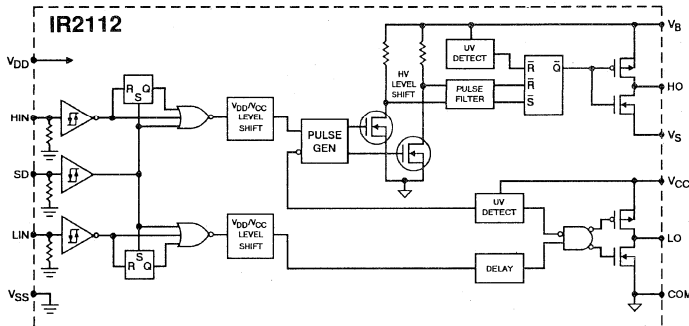 IR2112
VB
VDD
UV
DETECT
R
Q
HV
LEVEL
SHIFT
R Q
S
R
HO
VDD/VCC
LEVEL
SHIFT
PULSE
FILTER
S
HIN
PULSE
GEN
VS
SD
VCC
UV
DETECT
LIN
VDD/VCC
LEVEL
SHIFT
LO
S
R Q
DELAY
VSS
COM